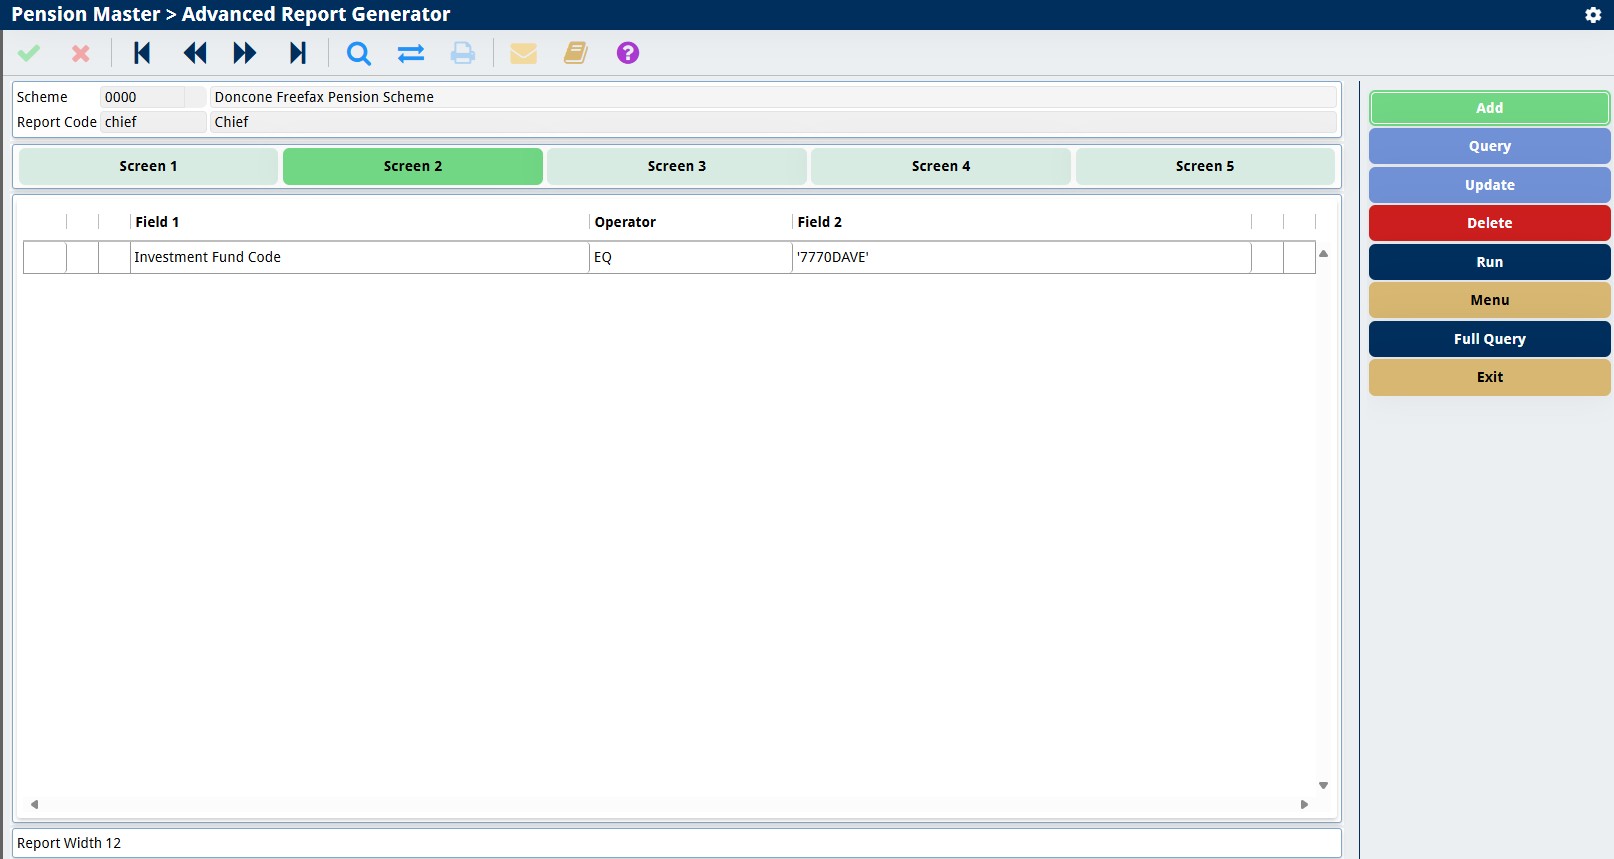 Pension Master > Advanced Report Generator
Scheme 0000 Doncone Freefax Pension Scheme
Report Code chief Chief
Screen 1 Screen 2 Screen 3 Screen 4 Screen 5
Field 1 Operator Field 2
Investment Fund Code EQ '7770DAVE'
Report Width 12
Add
Query
Update
Delete
Run
Menu
Full Query
Exit